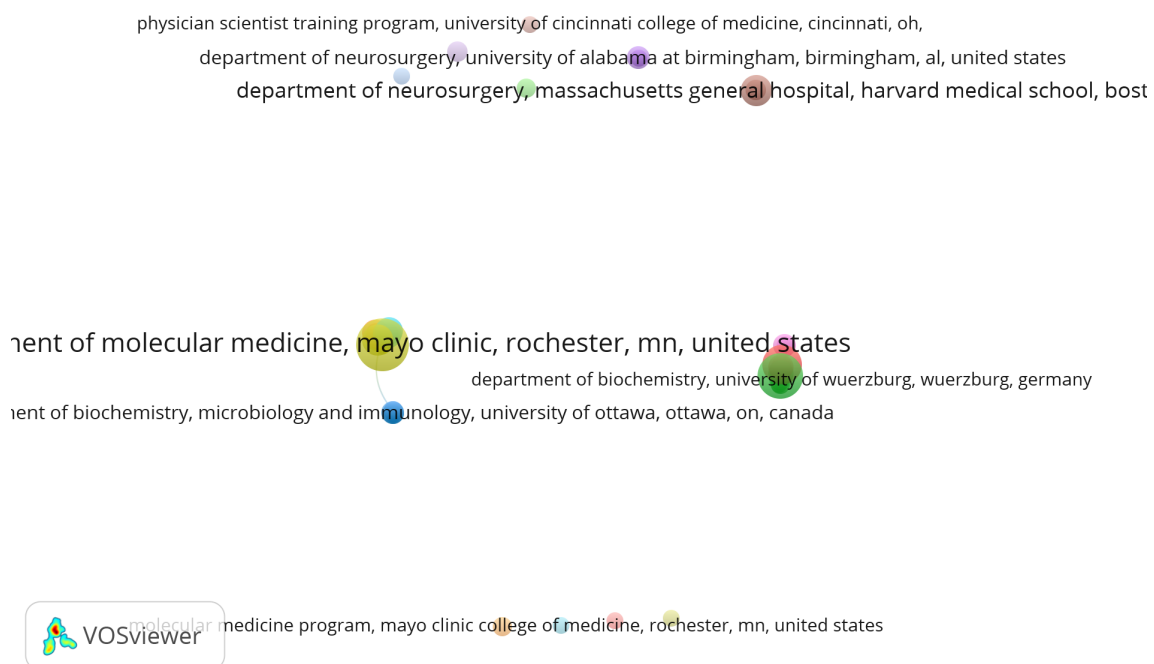 physician scientist training program, university of cincinnati college of medicine, cincinnati, oh,
department of neurosurgery, university of alabama at birmingham, birmingham, al, united states
department of neurosurgery, massachusetts general hospital, harvard medical school, bost
nent of molecular medicine, mayo clinic, rochester, mn, united states
department of biochemistry, university of wuerzburg, wuerzburg, germany
nent of biochemistry, microbiology and immunology, university of ottawa, ottawa, on, canada
molecular medicine program, mayo clinic college of medicine, rochester, mn, united states
VOSviewer